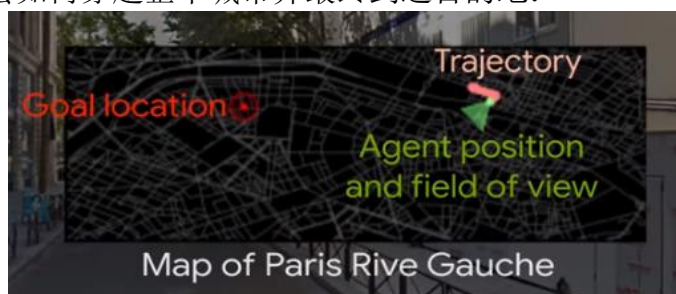 Trajectory
Goal location
Agent position
and field of view
Map of Paris Rive Gauche